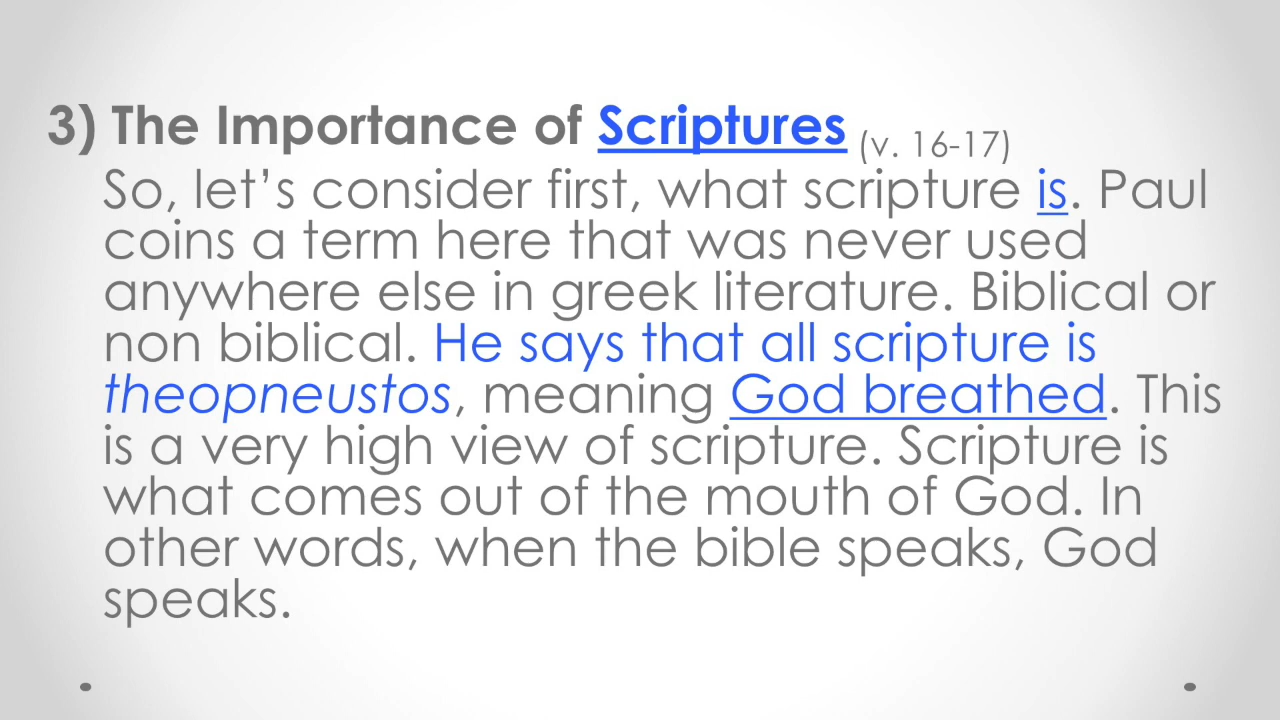 3) The Importance of Scriptures (v. 16-17)
So, let’s consider first, what scripture is. Paul
coins a term here that was never used
anywhere else in greek literature. Biblical or
non biblical. He says that all scripture is
theopneustos, meaning God breathed. This
is a very high view of scripture. Scripture is
what comes out of the mouth of God. In
other words, when the bible speaks, God
speaks.